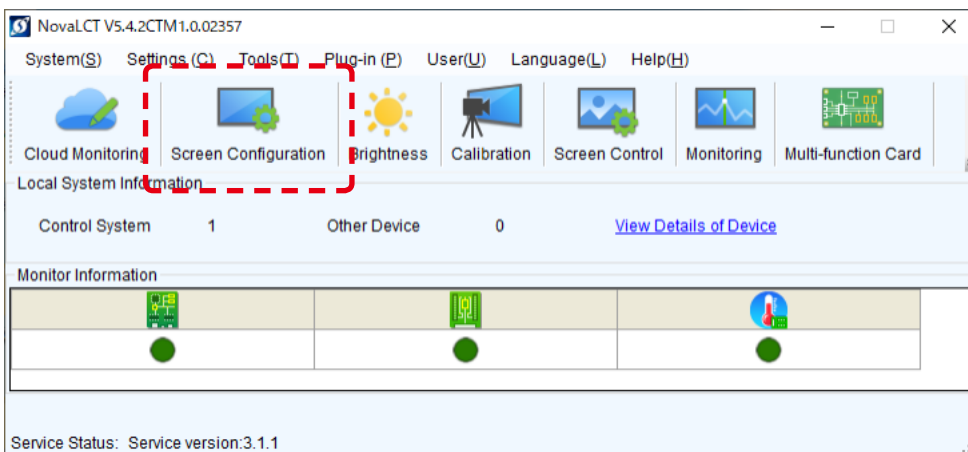 NovaLCT V5.4.2CTM1.0.02357
System(S) Settings (C) Tools(T) Plug-in (P) User(U) Language(L) Help(H)
Cloud Monitoring Screen Configuration Brightness Calibration Screen Control Monitoring Multi-function Card
Local System Information
Control System 1 Other Device 0 View Details of Device
Monitor Information
Service Status: Service version:3.1.1